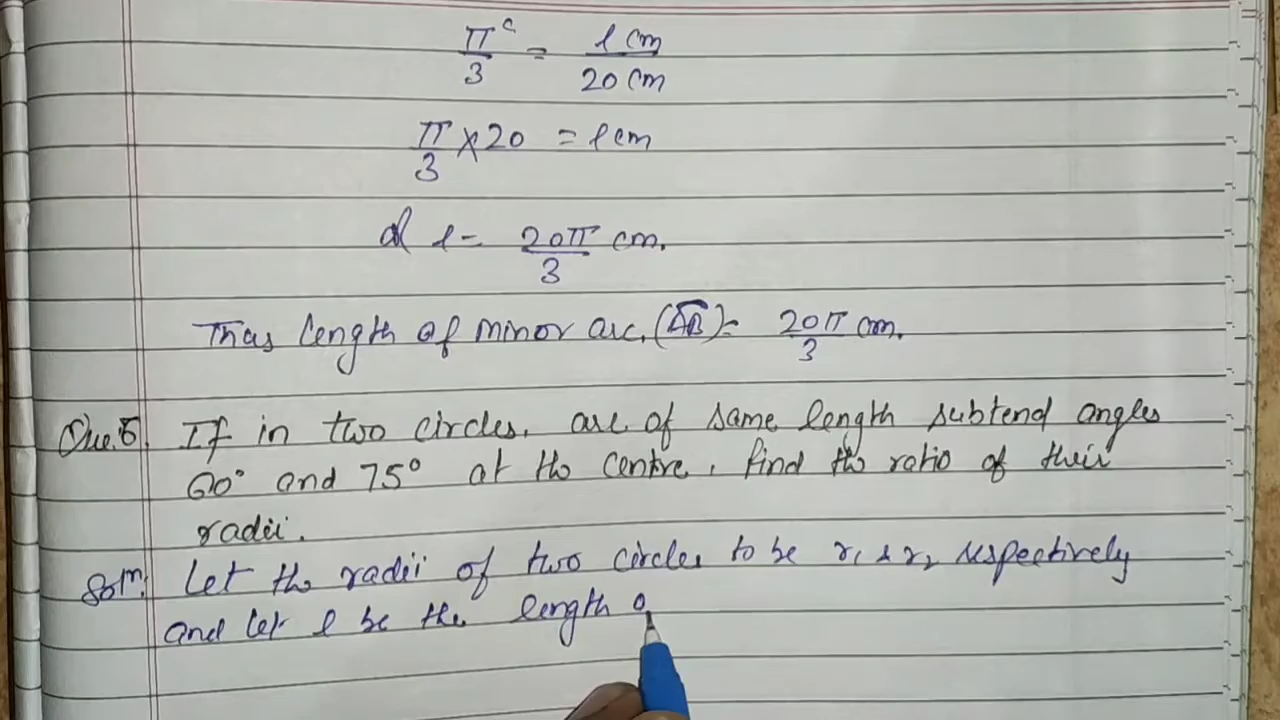 π^c/3 = l cm/20 cm
π/3 × 20 = l cm
or l = 20π/3 cm.
Thus length of minor arc. (AB) = 20π/3 cm.
Que.5. If in two circles, arc of same length subtend angles
60° and 75° at the centre, find the ratio of their
radii.
Solⁿ: Let the radii of two circles to be r₁ & r₂ respectively
and let l be the length o